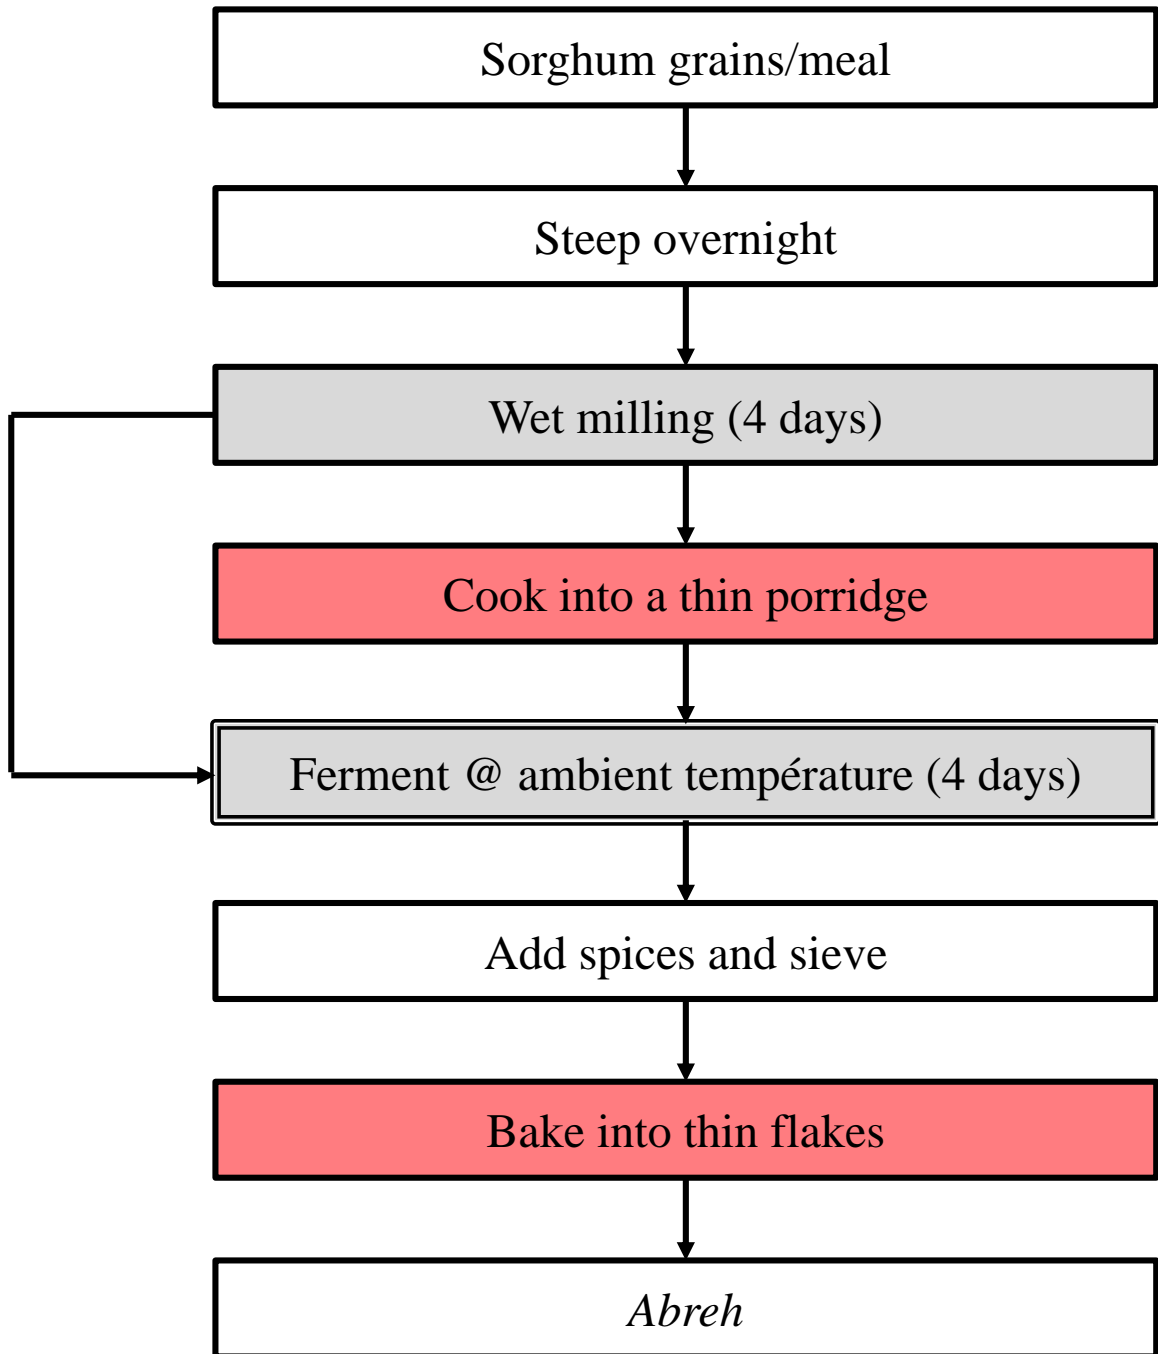 Sorghum grains/meal
Steep overnight
Wet milling (4 days)
Cook into a thin porridge
Ferment @ ambient température (4 days)
Add spices and sieve
Bake into thin flakes
Abreh